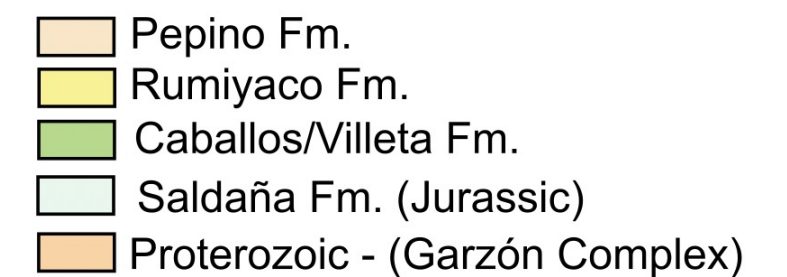 Pepino Fm.
Rumiyaco Fm.
Caballos/Villeta Fm.
Saldaña Fm. (Jurassic)
Proterozoic - (Garzón Complex)